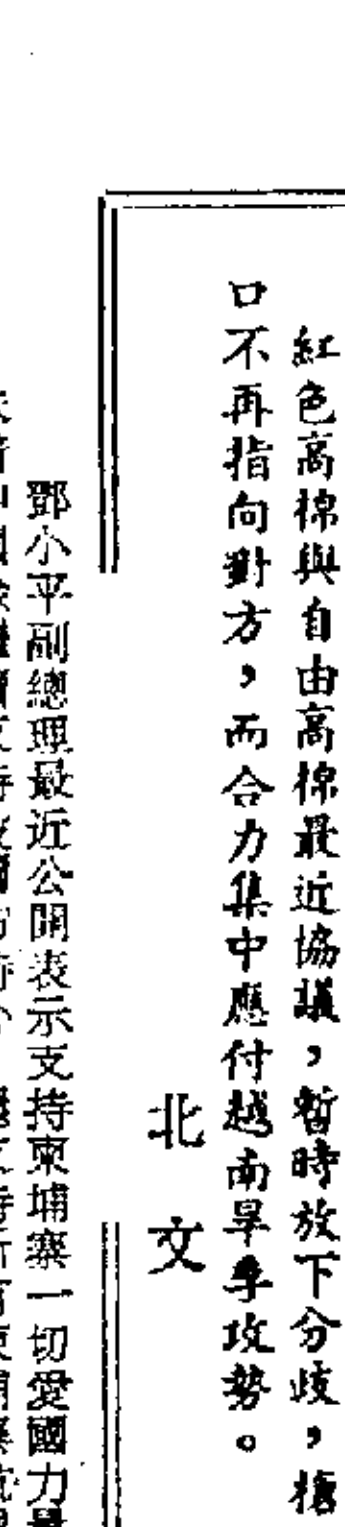 紅色高棉與自由高棉最近協議，暫時放下分歧，槍
口不再指向對方，而合力集中應付越南旱季攻勢。
北文
鄧小平副總理最近公開表示支持柬埔寨一切愛國力量